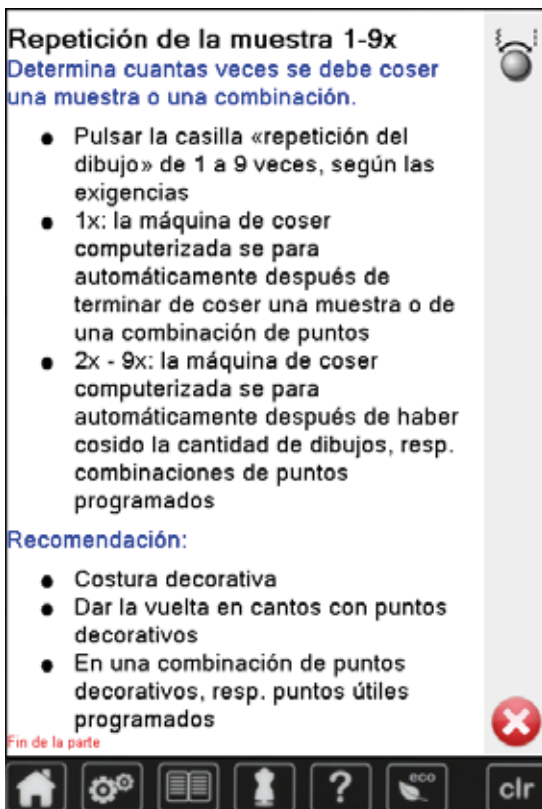 Repetición de la muestra 1-9x
Determina cuantas veces se debe coser
una muestra o una combinación.
● Pulsar la casilla «repetición del
dibujo» de 1 a 9 veces, según las
exigencias
● 1x: la máquina de coser
computerizada se para
automáticamente después de
terminar de coser una muestra o de
una combinación de puntos
● 2x - 9x: la máquina de coser
computerizada se para
automáticamente después de haber
cosido la cantidad de dibujos, resp.
combinaciones de puntos
programados
Recomendación:
● Costura decorativa
● Dar la vuelta en cantos con puntos
decorativos
● En una combinación de puntos
decorativos, resp. puntos útiles
programados
Fin de la parte
? eco clr